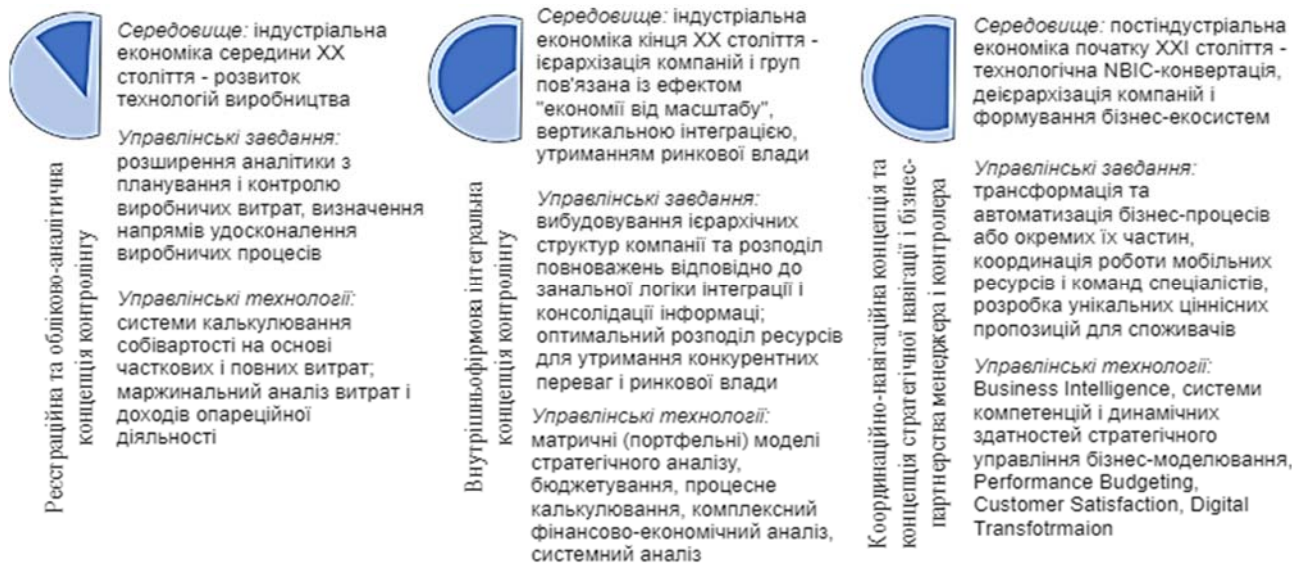 Реєстраційна та обліково-аналітична
концепція контролінгу
Середовище: індустріальна
економіка середини ХХ
століття - розвиток
технологій виробництва
Управлінські завдання:
розширення аналітики з
планування і контролю
виробничих витрат, визначення
напрямів удосконалення
виробничих процесів
Управлінські технології:
системи калькулювання
собівартості на основі
часткових і повних витрат;
маржинальний аналіз витрат і
доходів опареційної
діяльності
Внутрішньофірмова інтегральна
концепція контролінгу
Середовище: індустріальна
економіка кінця ХХ століття -
ієрархізація компаній і груп
пов'язана із ефектом
"економії від масштабу",
вертикальною інтеграцією,
утриманням ринкової влади
Управлінські завдання:
вибудовування ієрархічних
структур компанії та розподіл
повноважень відповідно до
занальної логіки інтеграції і
консолідації інформаці;
оптимальний розподіл ресурсів
для утримання конкурентних
переваг і ринкової влади
Управлінські технології:
матричні (портфельні) моделі
стратегічного аналізу,
бюджетування, процесне
калькулювання, комплексний
фінансово-економічний аналіз,
системний аналіз
Координаційно-навігаційна концепція та
концепція стратегічної навігації і бізнес-
партнерства менеджера і контролера
Середовище: постіндустріальна
економіка початку ХХІ століття -
технологічна NBIC-конвертація,
деієрархізація компаній і
формування бізнес-екосистем
Управлінські завдання:
трансформація та
автоматизація бізнес-процесів
або окремих їх частин,
координація роботи мобільних
ресурсів і команд спеціалістів,
розробка унікальних ціннісних
пропозицій для споживачів
Управлінські технології:
Business Intelligence, системи
компетенцій і динамічних
здатностей стратегічного
управління бізнес-моделювання,
Performance Budgeting,
Customer Satisfaction, Digital
Transfotrmaion